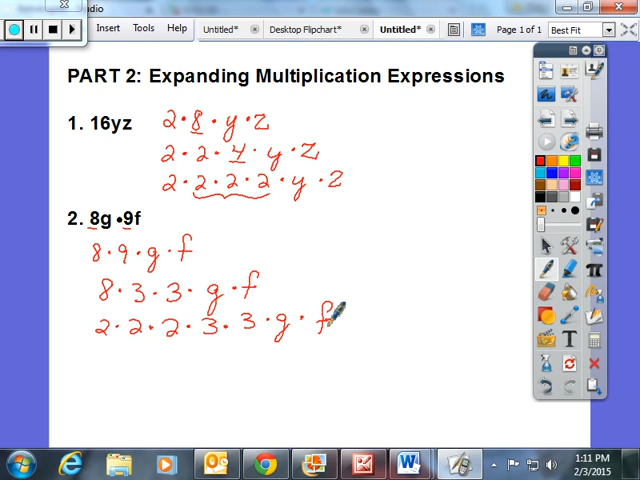 udio
Insert Tools Help Untitled* Desktop Flipchart* Untitled* Page 1 of 1 Best Fit
PART 2: Expanding Multiplication Expressions
1. 16yz
2 · 8 · y · z
2 · 2 · 4 · y · z
2 · 2 · 2 · 2 · y · z
2. 8g •9f
8 · 9 · g · f
8 · 3 · 3 · g · f
2 · 2 · 2 · 3 · 3 · g · f
1:11 PM
2/3/2015